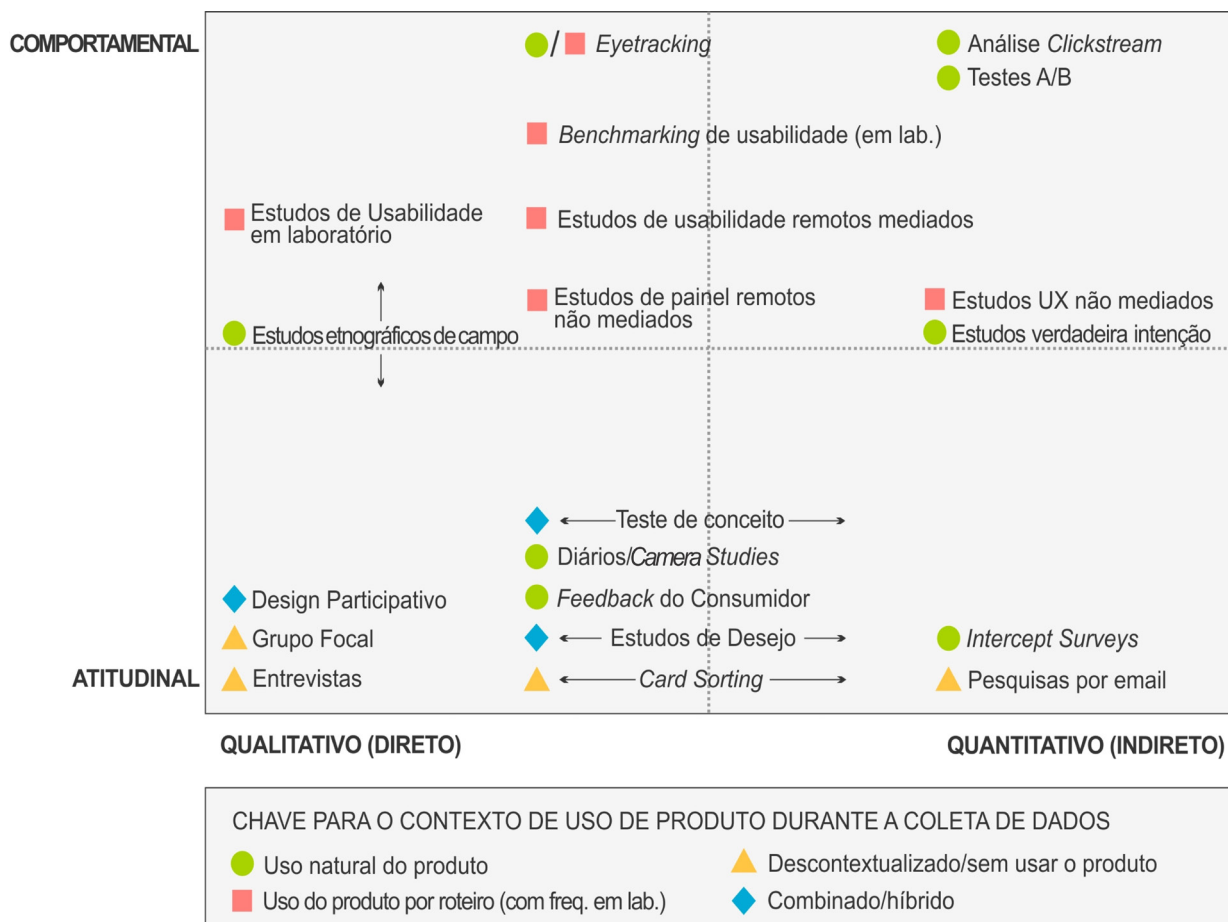 COMPORTAMENTAL
/ Eyetracking
Análise Clickstream
Testes A/B
Benchmarking de usabilidade (em lab.)
Estudos de Usabilidade
em laboratório
Estudos de usabilidade remotos mediados
Estudos de painel remotos
não mediados
Estudos UX não mediados
Estudos etnográficos de campo
Estudos verdadeira intenção
Teste de conceito
Diários/Camera Studies
Design Participativo
Feedback do Consumidor
Grupo Focal
Estudos de Desejo
Intercept Surveys
ATITUDINAL
Entrevistas
Card Sorting
Pesquisas por email
QUALITATIVO (DIRETO)
QUANTITATIVO (INDIRETO)
CHAVE PARA O CONTEXTO DE USO DE PRODUTO DURANTE A COLETA DE DADOS
Uso natural do produto
Descontextualizado/sem usar o produto
Uso do produto por roteiro (com freq. em lab.)
Combinado/híbrido